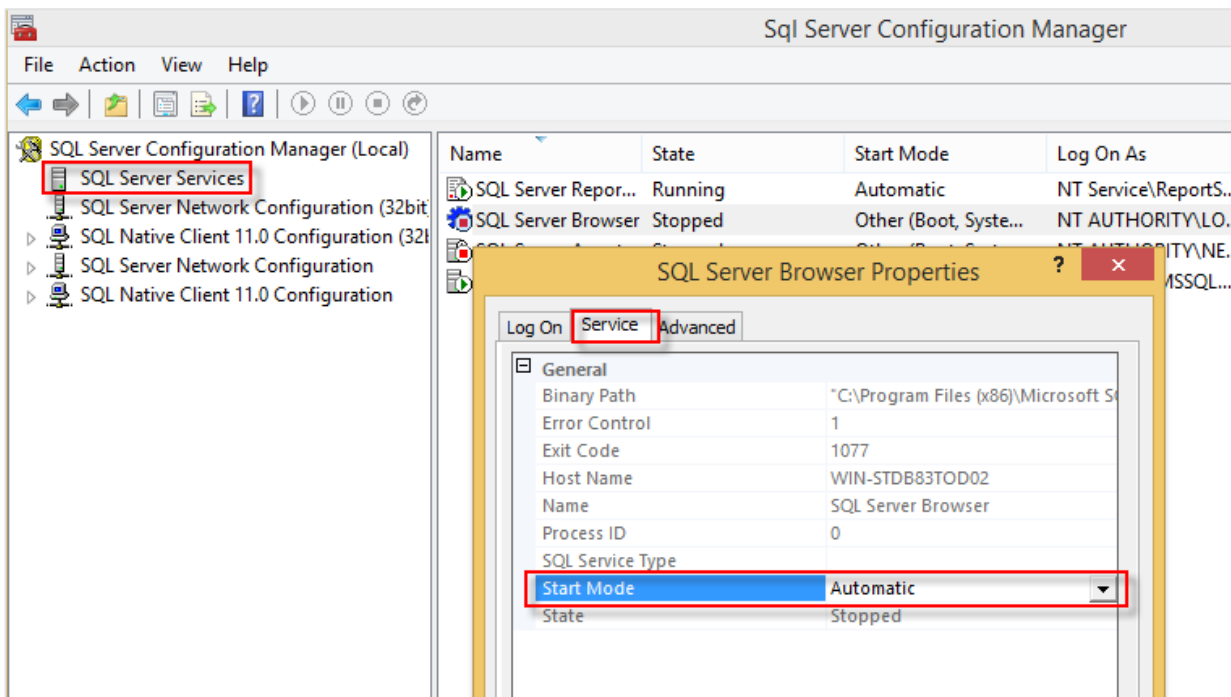 Sql Server Configuration Manager
File Action View Help
SQL Server Configuration Manager (Local)
SQL Server Services
SQL Server Network Configuration (32bit
SQL Native Client 11.0 Configuration (32
SQL Server Network Configuration
SQL Native Client 11.0 Configuration
Name State Start Mode Log On As
SQL Server Repor... Running Automatic NT Service\ReportS..
SQL Server Browser Stopped Other (Boot, Syste... NT AUTHORITY\LO.
ITY\NE.
MSSQL...
SQL Server Browser Properties ?
Log On Service Advanced
General
Binary Path "C:\Program Files (x86)\Microsoft S
Error Control 1
Exit Code 1077
Host Name WIN-STDB83TOD02
Name SQL Server Browser
Process ID 0
SQL Service Type
Start Mode Automatic
State Stopped